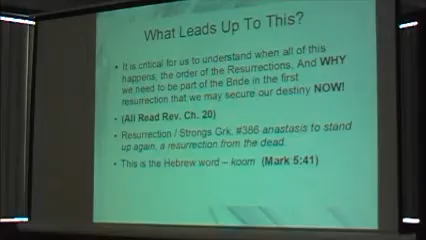 What Leads Up To This?
• It is critical for us to understand when all of this
happens, the order of the Resurrections, And WHY
we need to be part of the Bride in the first
resurrection that we may secure our destiny NOW!
• (All Read Rev. Ch. 20)
• Resurrection / Strongs Grk. #386 anastasis to stand
up again, a resurrection from the dead.
• This is the Hebrew word – koom (Mark 5:41)